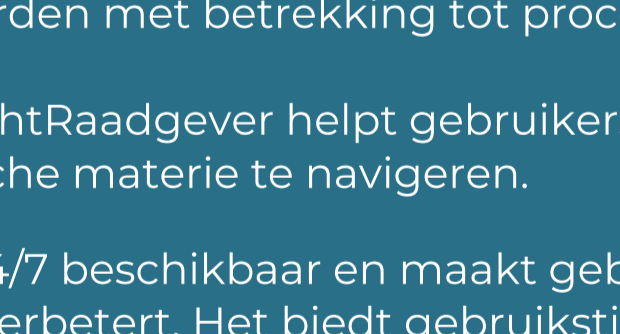 rden met betrekking tot proc
htRaadgever helpt gebruiker
che materie te navigeren.
4/7 beschikbaar en maakt geb
erbetert. Het biedt gebruiksti